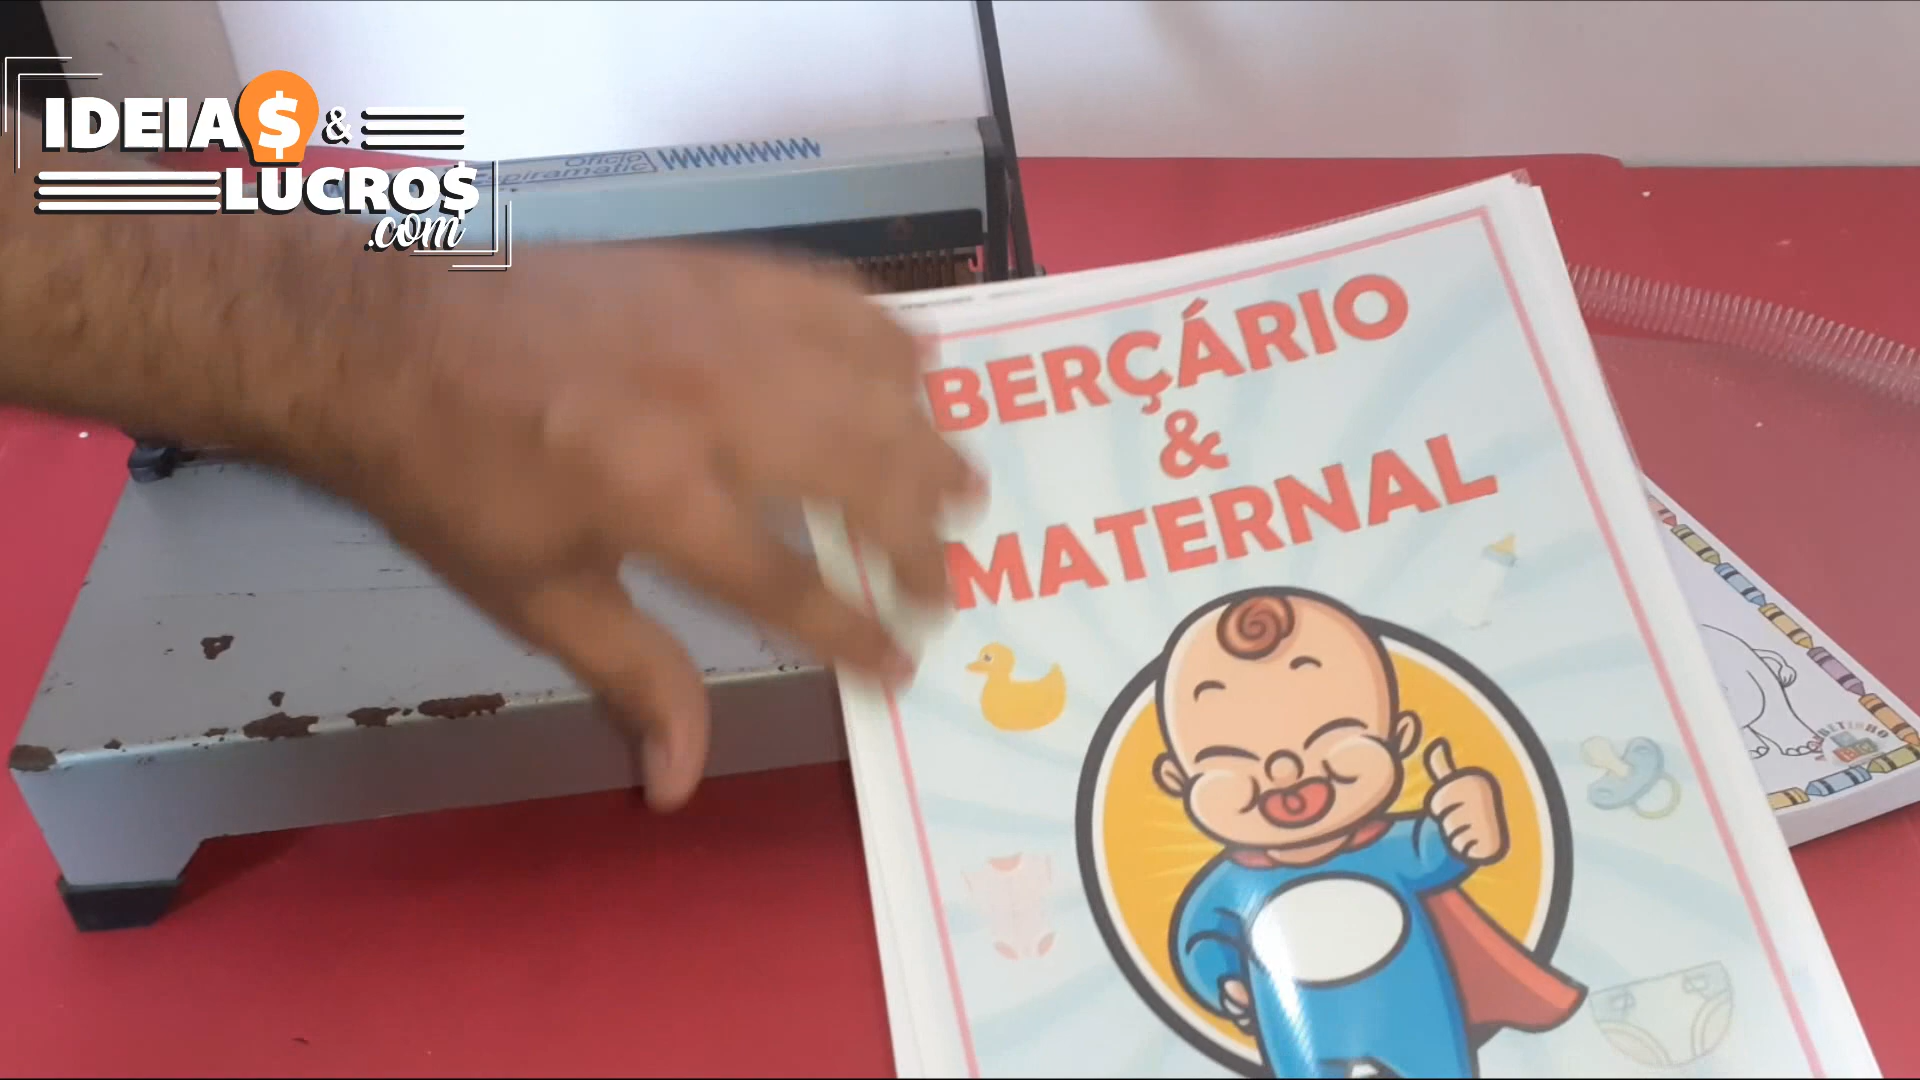 IDEIA$ &
LUCRO$
.com
Ofício
Espiramatic
BERÇÁRIO
&
MATERNAL